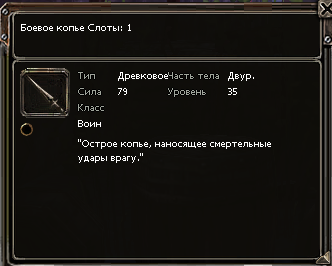 Боевое копье Слоты: 1
Тип Древковое Часть тела Двур.
Сила 79 Уровень 35
Класс
Воин
"Острое копье, наносящее смертельные
удары врагу."